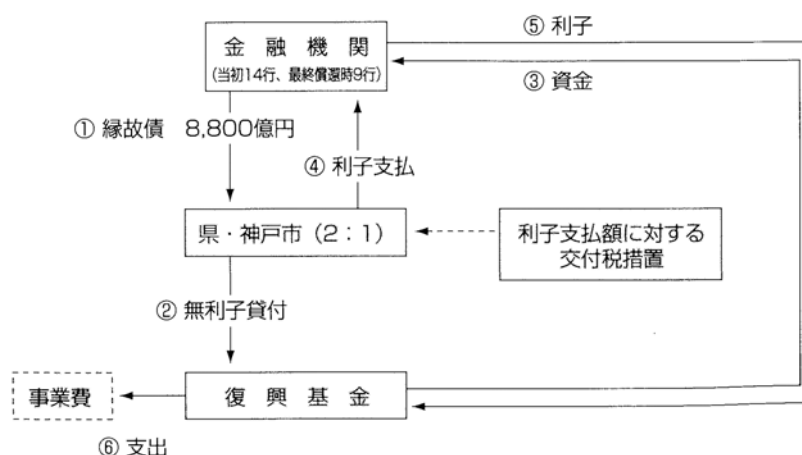 金 融 機 関
(当初14行、最終償還時9行)
⑤ 利子
③ 資金
① 縁故債 8,800億円
④ 利子支払
県・神戸市(2:1)
利子支払額に対する
交付税措置
② 無利子貸付
事業費
復 興 基 金
⑥ 支出